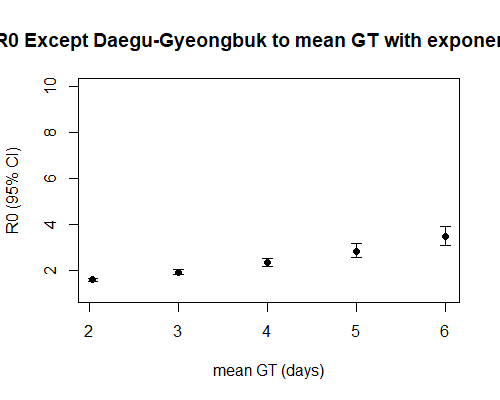 R0 Except Daegu-Gyeongbuk to mean GT with exponen
R0 (95% CI)
10
8
6
4
2
2 3 4 5 6
mean GT (days)